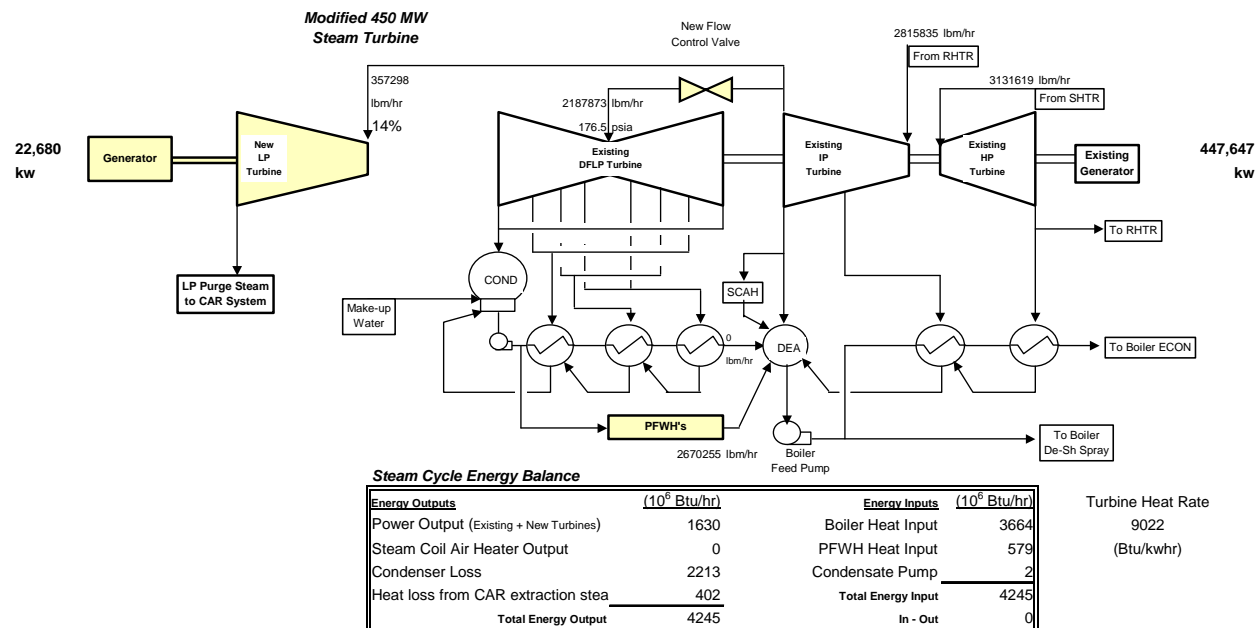 Modified 450 MW
Steam Turbine
New Flow
Control Valve
2815835 lbm/hr
From RHTR
3131619 lbm/hr
From SHTR
357298
lbm/hr
14%
2187873 lbm/hr
176.5 psia
22,680
kw
Generator
New
LP
Turbine
Existing
DFLP Turbine
Existing
IP
Turbine
Existing
HP
Turbine
Existing
Generator
447,647
kw
To RHTR
LP Purge Steam
to CAR System
COND
SCAH
Make-up
Water
0
lbm/hr
DEA
To Boiler ECON
PFWH's
2670255 lbm/hr
Boiler
Feed Pump
To Boiler
De-Sh Spray
Steam Cycle Energy Balance
Energy Outputs (10⁶ Btu/hr) Energy Inputs (10⁶ Btu/hr)
Power Output (Existing + New Turbines) 1630 Boiler Heat Input 3664
Steam Coil Air Heater Output 0 PFWH Heat Input 579
Condenser Loss 2213 Condensate Pump 2
Heat loss from CAR extraction stea 402 Total Energy Input 4245
Total Energy Output 4245 In - Out 0
Turbine Heat Rate
9022
(Btu/kwhr)